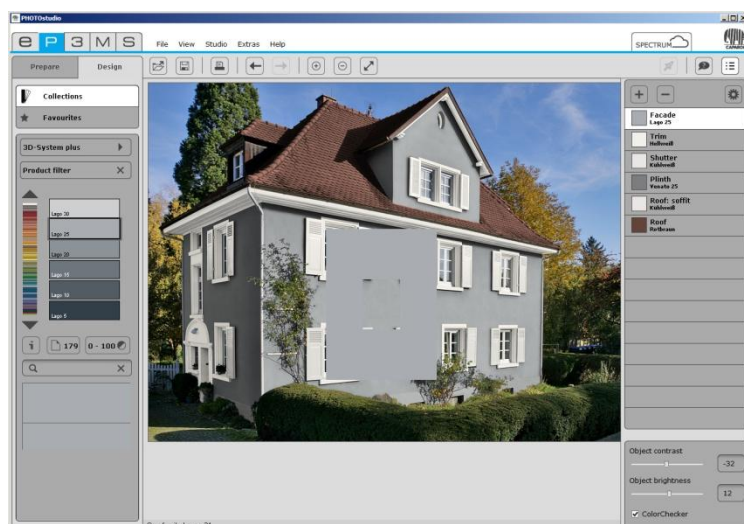 PHOTOstudio
e P 3 M S
File View Studio Extras Help
SPECTRUM
CAPAROL
Prepare Design
Collections
Favourites
3D-System plus
Product filter
Lago 30
Lago 25
Lago 20
Lago 15
Lago 10
Lago 5
i 179 0 - 100
Facade
Lago 25
Trim
Hellweiß
Shutter
Kühlweiß
Plinth
Venato 25
Roof: soffit
Kühlweiß
Roof
Rotbraun
Object contrast
-32
Object brightness
12
ColorChecker